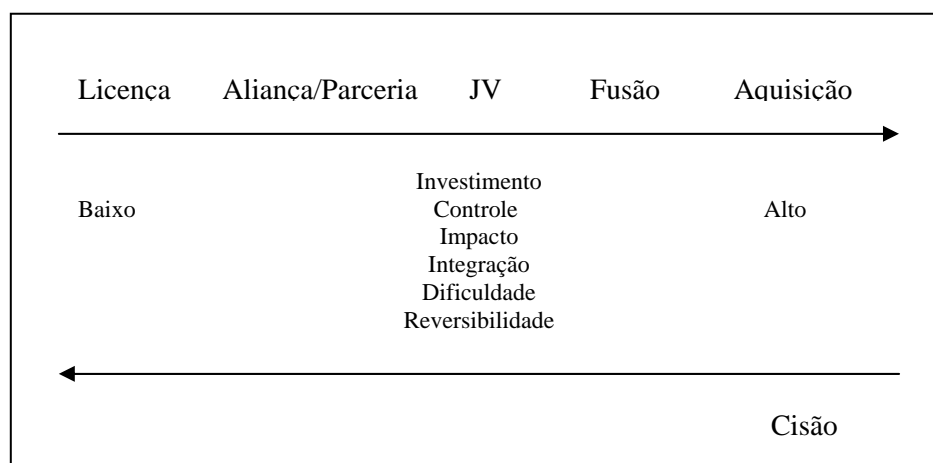 Licença Aliança/Parceria JV Fusão Aquisição
Investimento
Baixo Controle Alto
Impacto
Integração
Dificuldade
Reversibilidade
Cisão